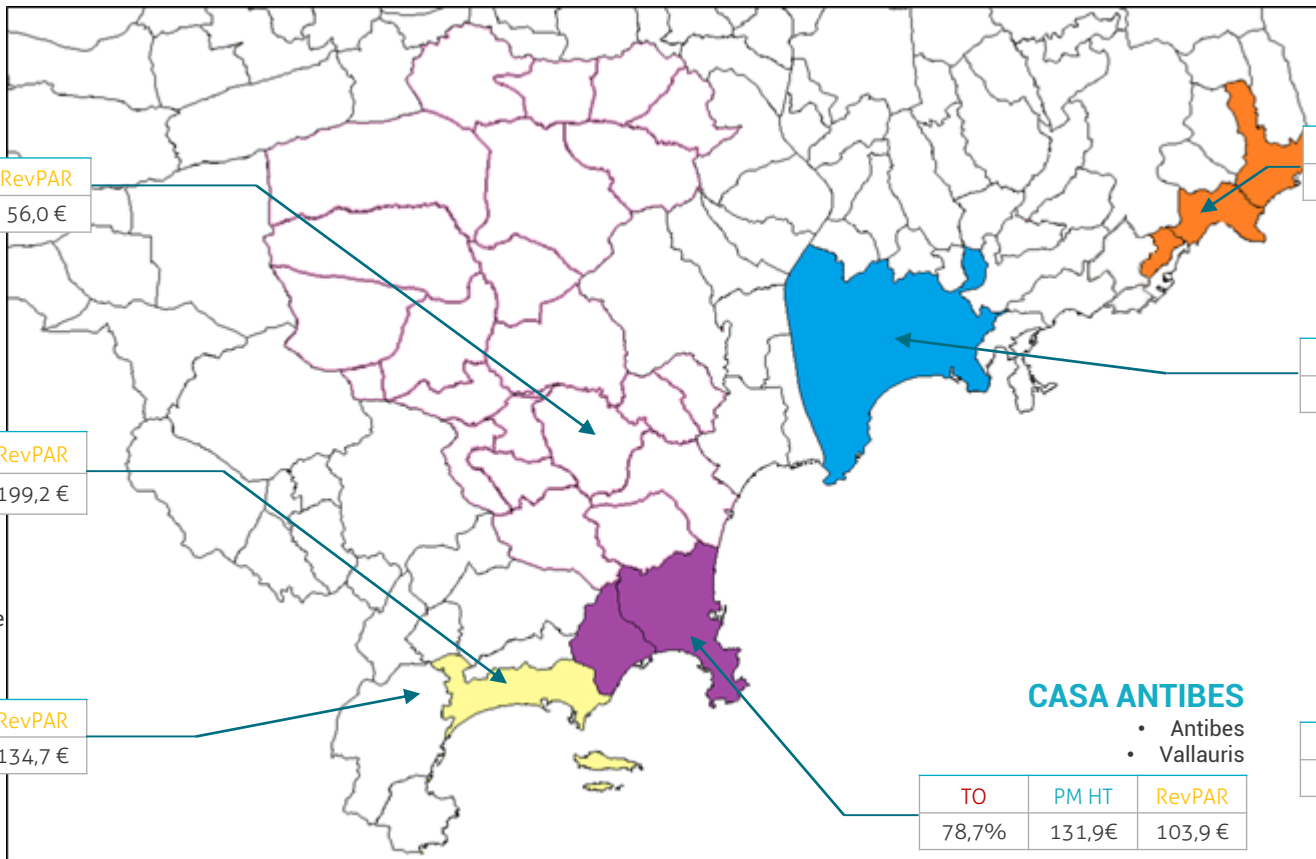 RevPAR
56,0 €
RevPAR
199,2 €
e
RevPAR
134,7 €
CASA ANTIBES
• Antibes
• Vallauris
TO PM HT RevPAR
78,7% 131,9€ 103,9 €